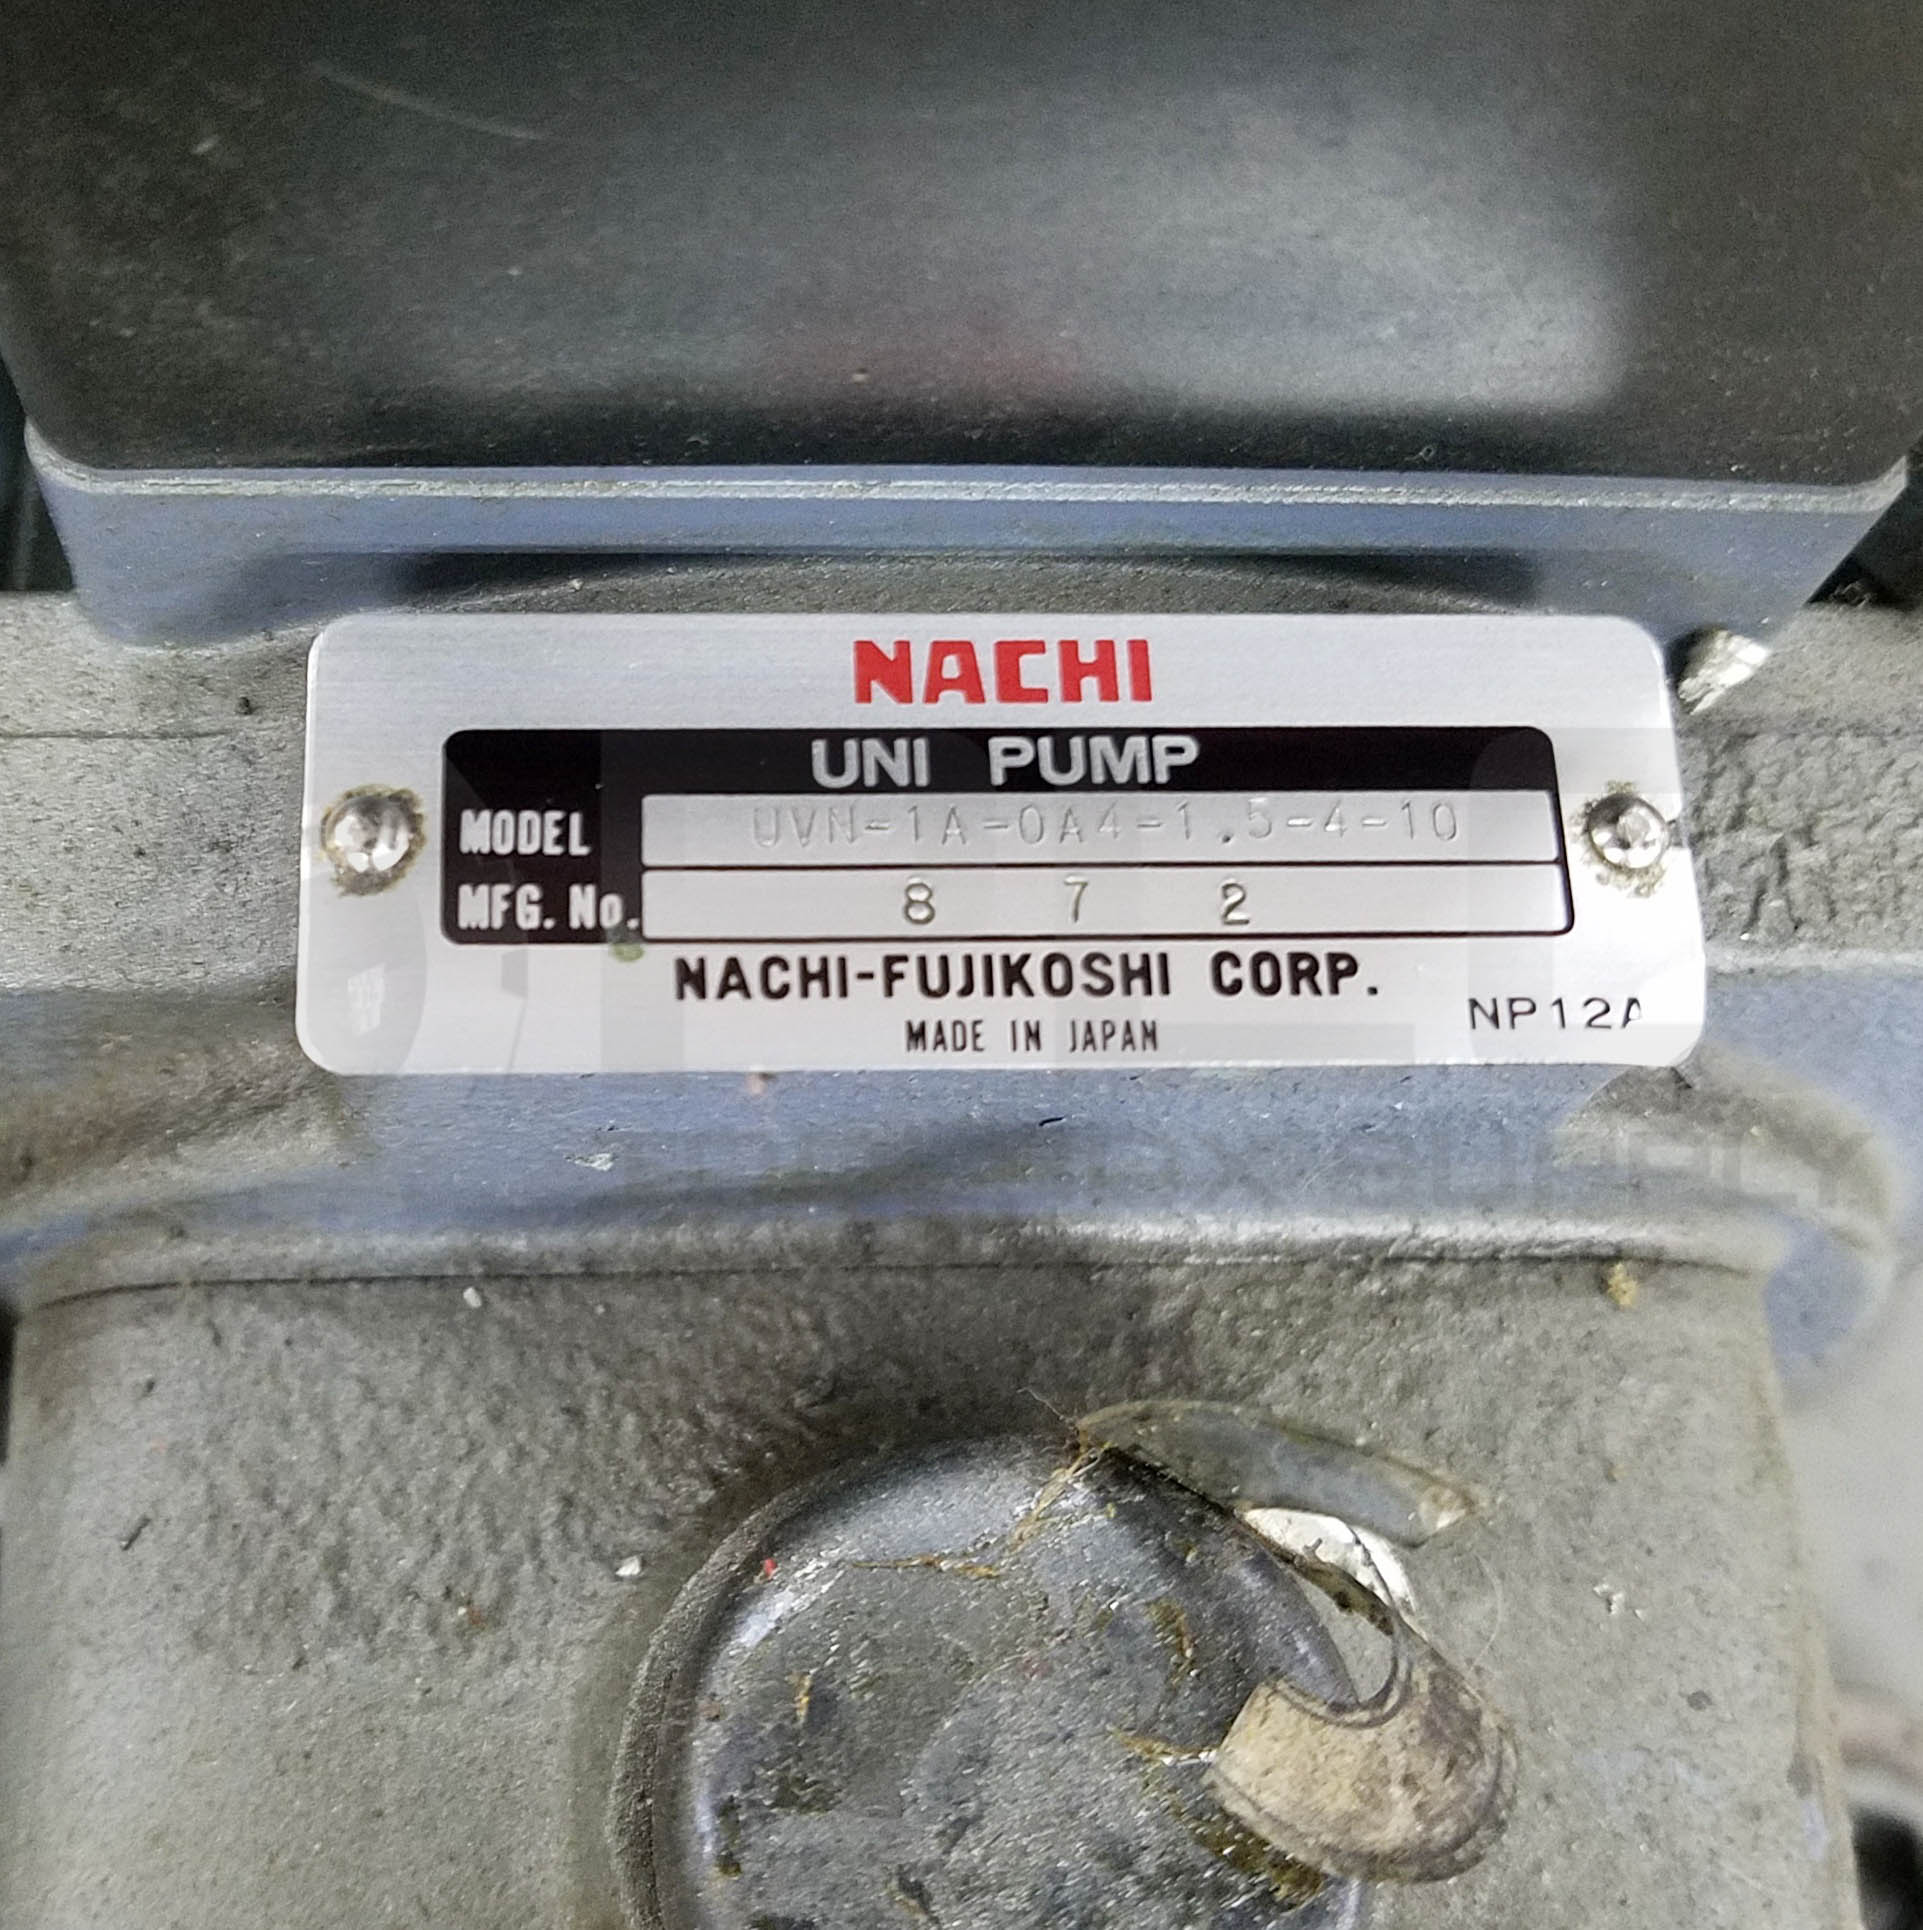 NACHI
UNI PUMP
MODEL UVN-1A-0A4-1.5-4-10
MFG. No. 8 7 2
NACHI-FUJIKOSHI CORP.
NP12A
MADE IN JAPAN